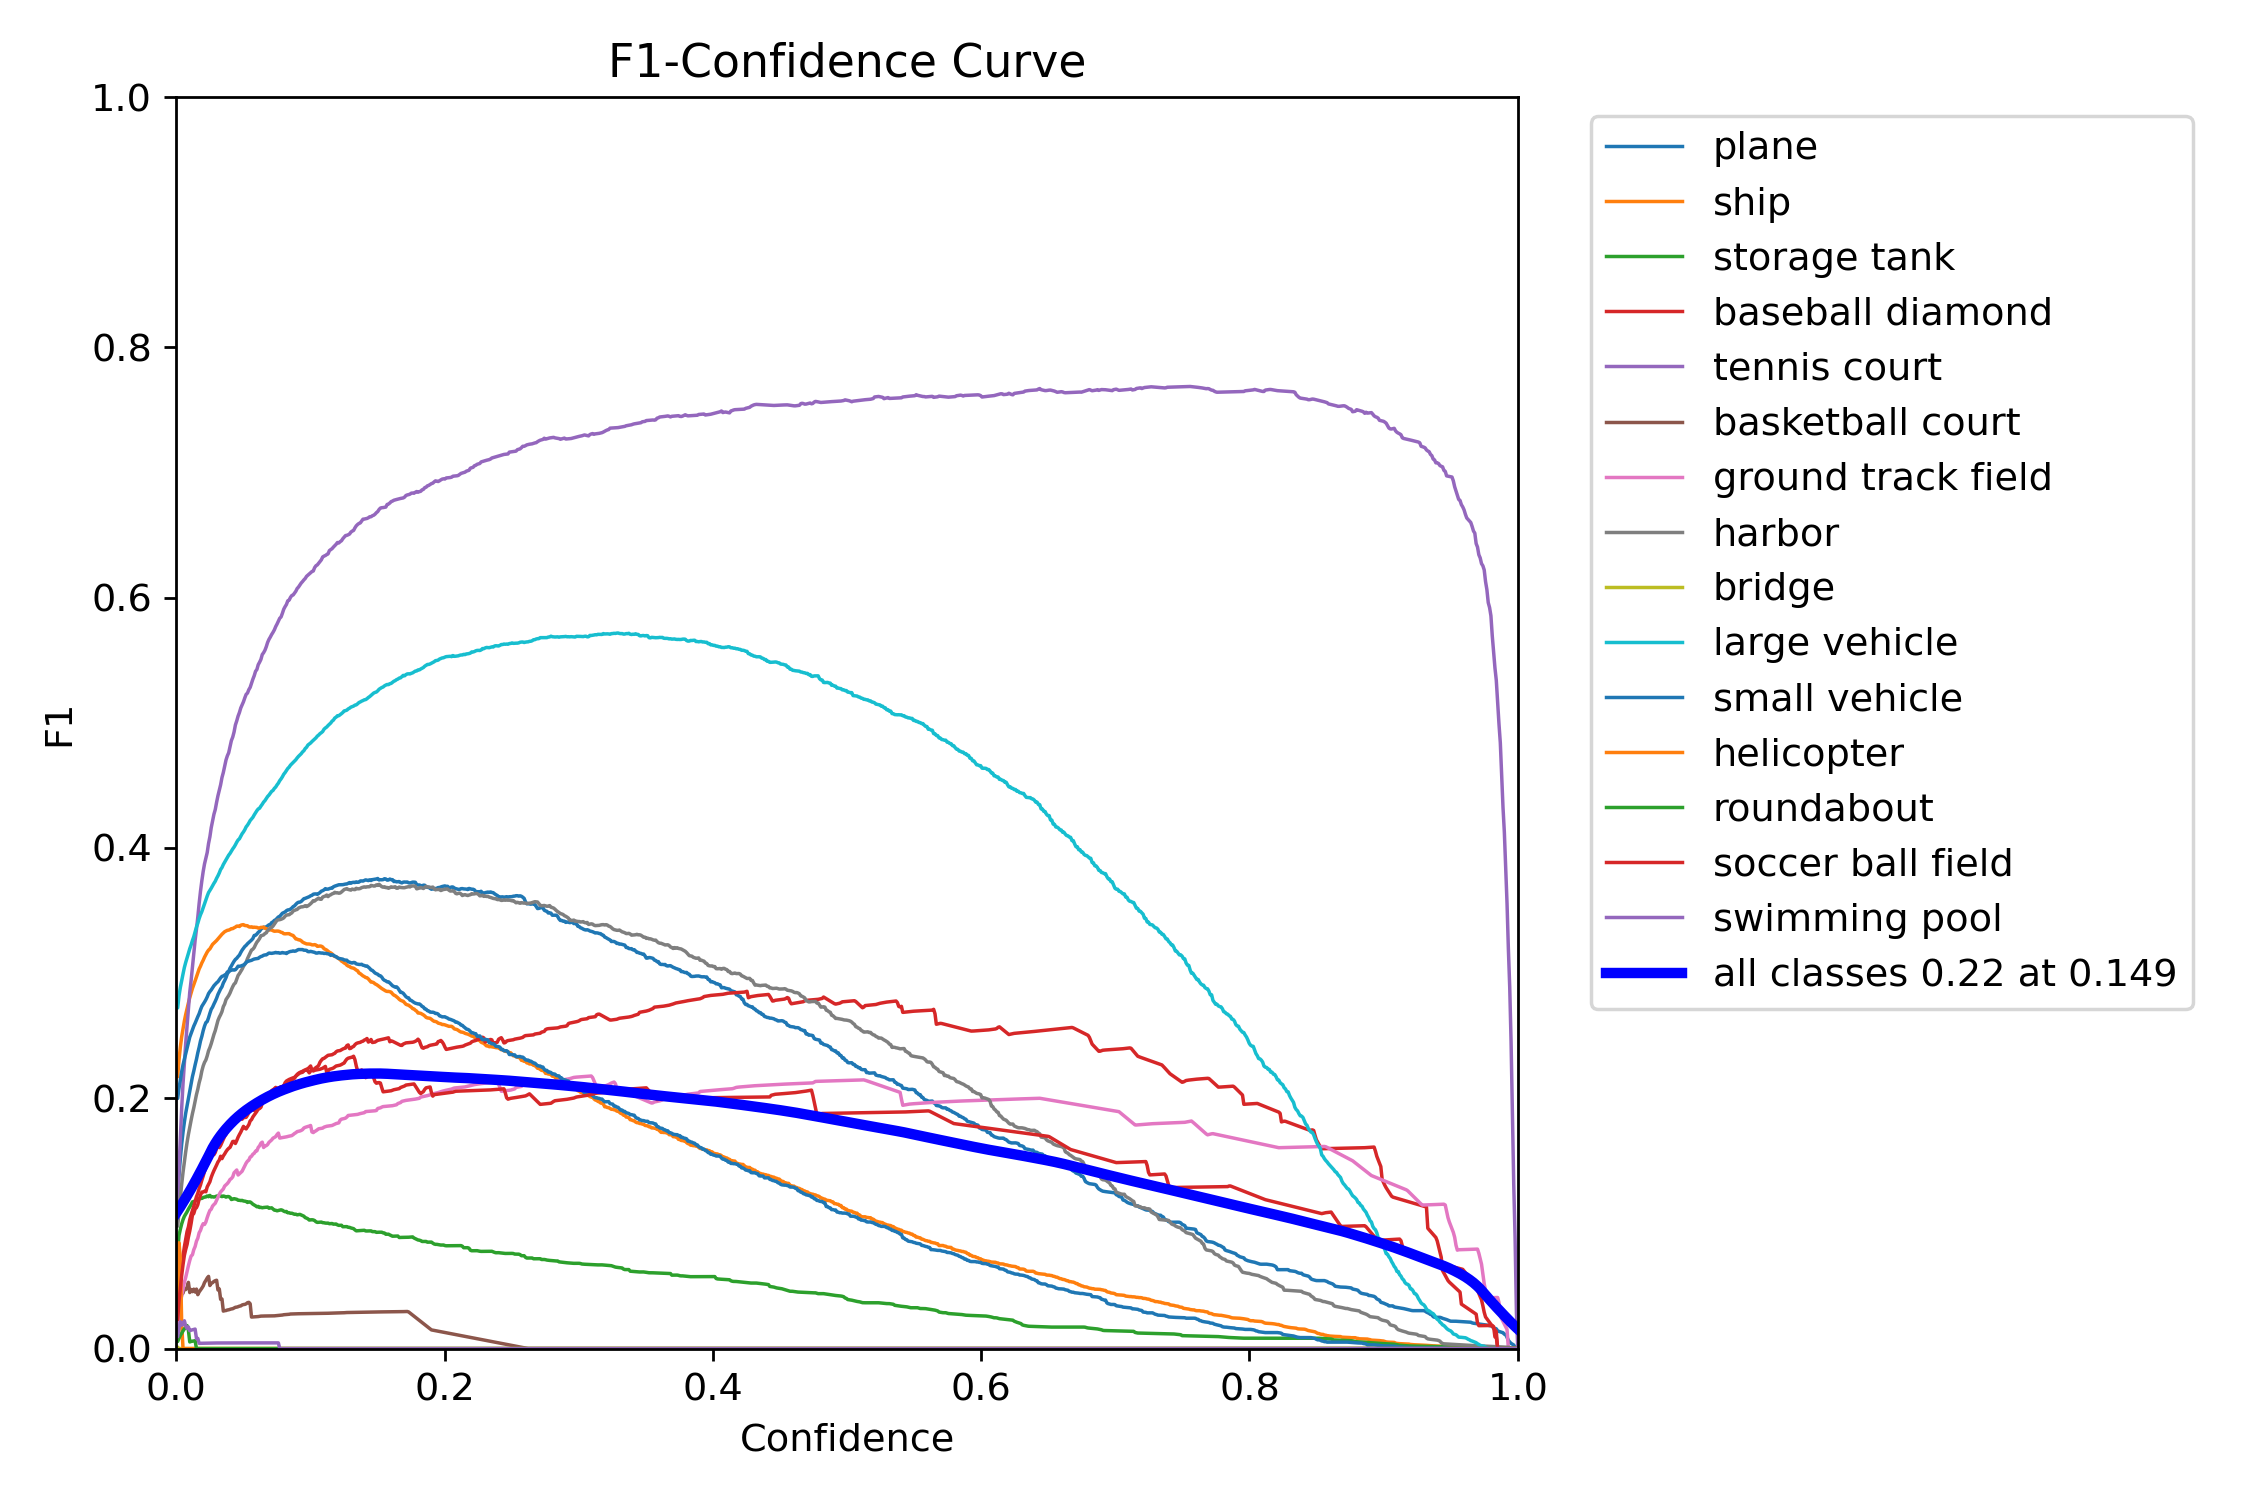 F1-Confidence Curve
1.0
0.8
0.6
0.4
0.2
0.0
F1
0.0 0.2 0.4 0.6 0.8 1.0
Confidence
plane
ship
storage tank
baseball diamond
tennis court
basketball court
ground track field
harbor
bridge
large vehicle
small vehicle
helicopter
roundabout
soccer ball field
swimming pool
all classes 0.22 at 0.149